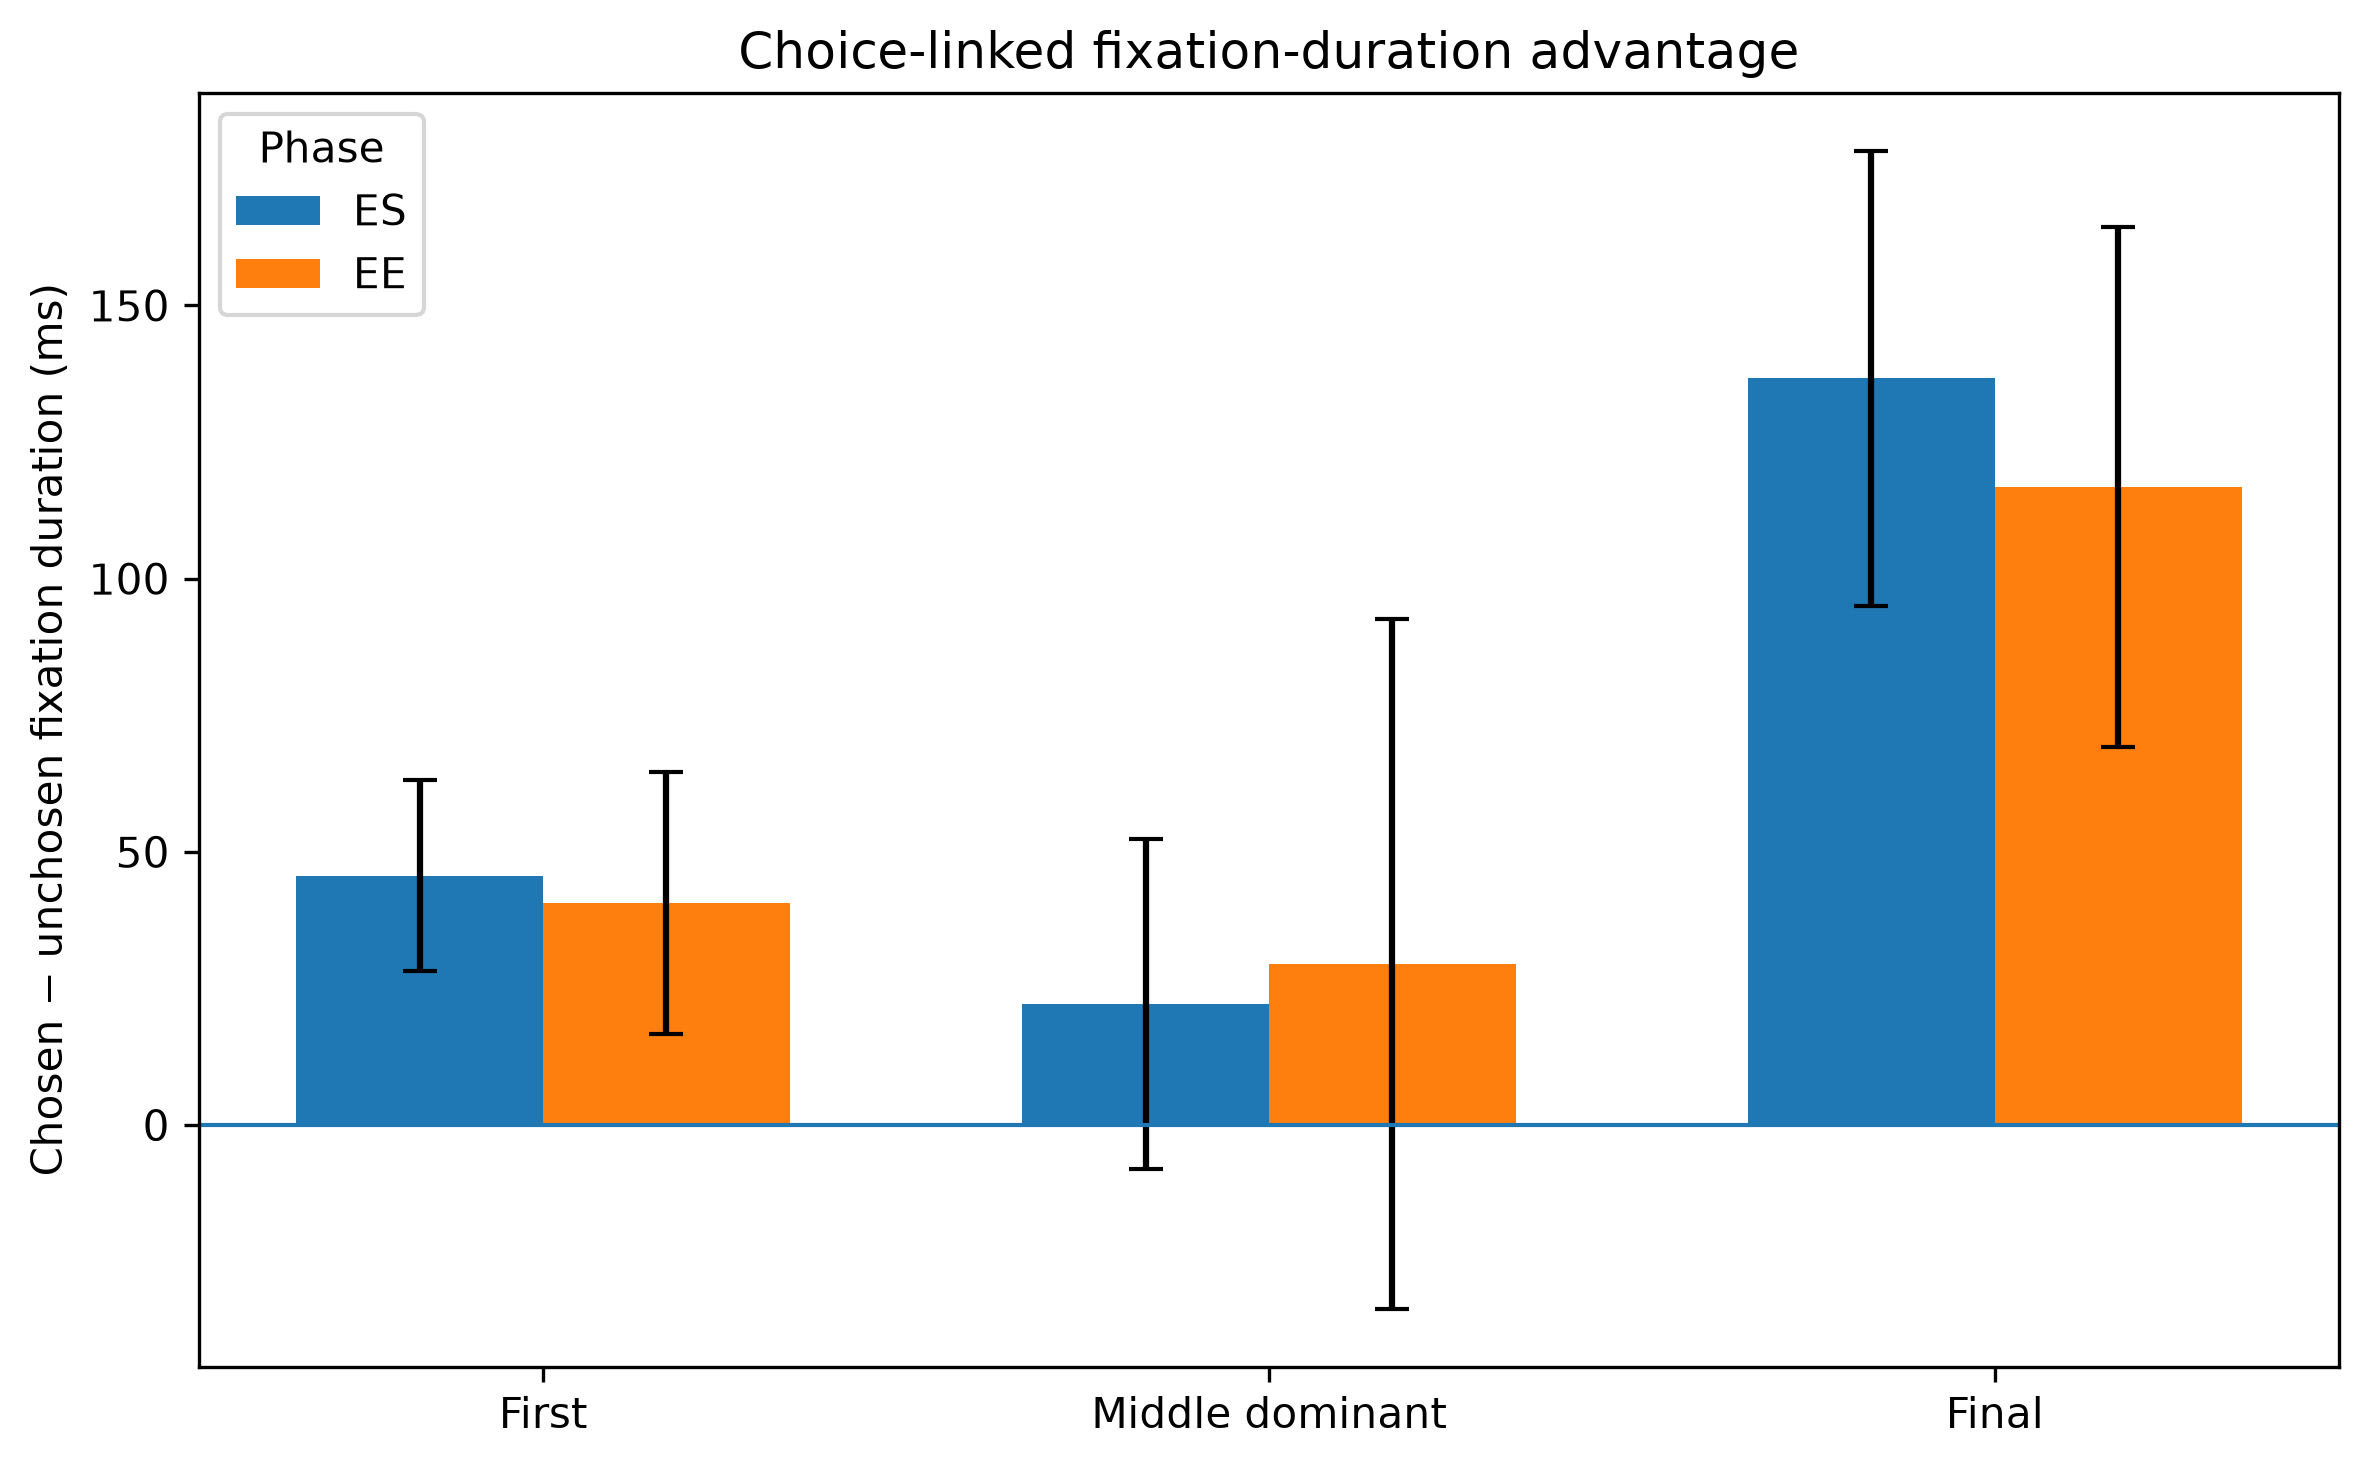 Choice-linked fixation-duration advantage
Phase
ES
EE
Chosen − unchosen fixation duration (ms)
150
100
50
0
First
Middle dominant
Final